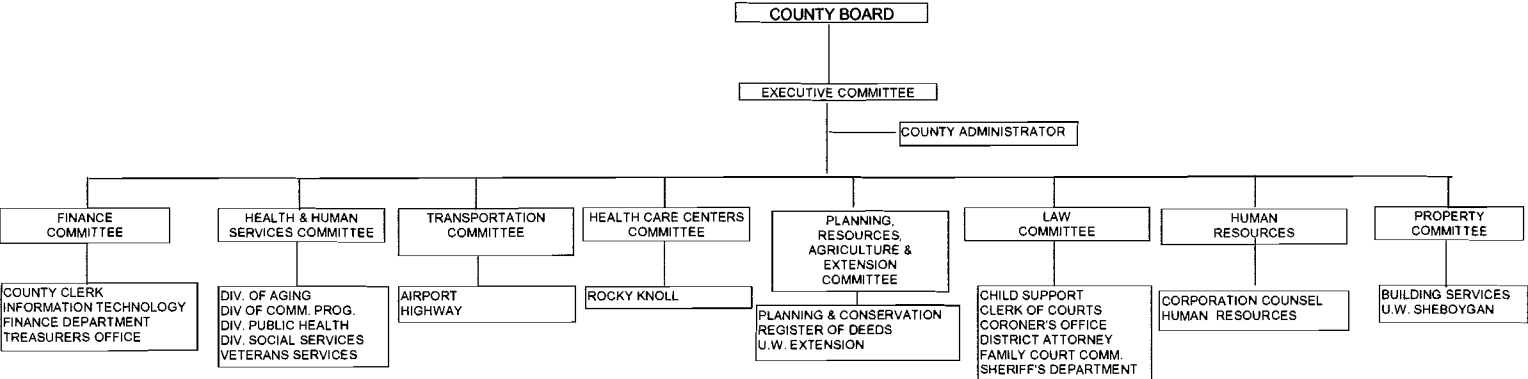 COUNTY BOARD
EXECUTIVE COMMITTEE
COUNTY ADMINISTRATOR
FINANCE
COMMITTEE
HEALTH & HUMAN
SERVICES COMMITTEE
TRANSPORTATION
COMMITTEE
HEALTH CARE CENTERS
COMMITTEE
PLANNING,
RESOURCES,
AGRICULTURE &
EXTENSION
COMMITTEE
LAW
COMMITTEE
HUMAN
RESOURCES
PROPERTY
COMMITTEE
COUNTY CLERK
INFORMATION TECHNOLOGY
FINANCE DEPARTMENT
TREASURERS OFFICE
DIV. OF AGING
DIV OF COMM. PROG.
DIV. PUBLIC HEALTH
DIV. SOCIAL SERVICES
VETERANS SERVICES
AIRPORT
HIGHWAY
ROCKY KNOLL
PLANNING & CONSERVATION
REGISTER OF DEEDS
U.W. EXTENSION
CHILD SUPPORT
CLERK OF COURTS
CORONER'S OFFICE
DISTRICT ATTORNEY
FAMILY COURT COMM.
SHERIFF'S DEPARTMENT
CORPORATION COUNSEL
HUMAN RESOURCES
BUILDING SERVICES
U.W. SHEBOYGAN